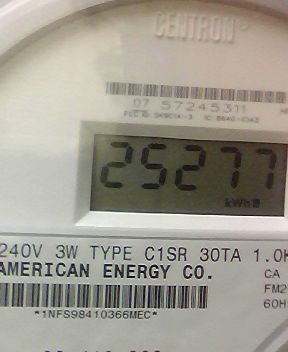 CENTRON®
07 57245311
25277
kWh
240V 3W TYPE C1SR 30TA 1.0K
AMERICAN ENERGY CO.
CA
FM2
60H
*1NFS98410366MEC*